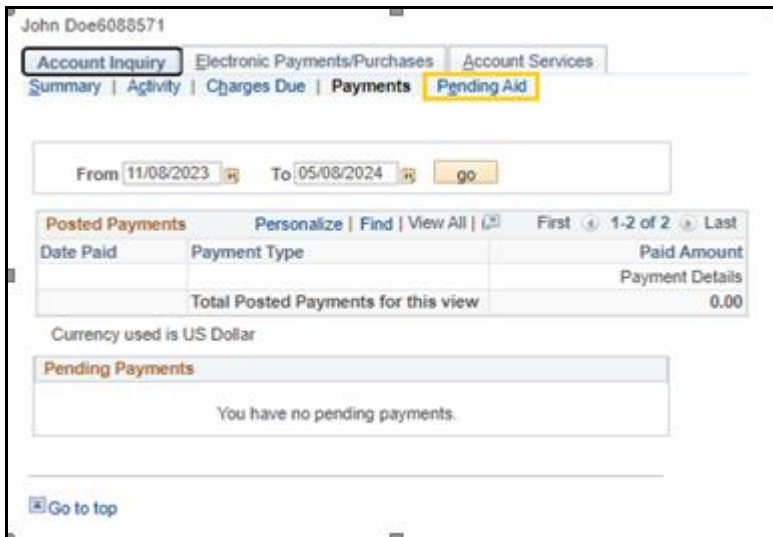 John Doe6088571
Account Inquiry Electronic Payments/Purchases Account Services
Summary | Activity | Charges Due | Payments Pending Aid
From 11/08/2023 To 05/08/2024 go
Posted Payments Personalize | Find | View All | First 1-2 of 2 Last
Date Paid Payment Type Paid Amount
Payment Details
Total Posted Payments for this view 0.00
Currency used is US Dollar
Pending Payments
You have no pending payments.
Go to top